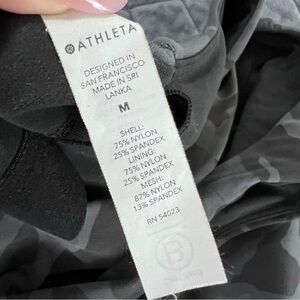 ATHLETA
DESIGNED IN
SAN FRANCISCO
MADE IN SRI
LANKA
M
SHELL:
75% NYLON
25% SPANDEX
LINING:
75% NYLON
25% SPANDEX
MESH:
87% NYLON
13% SPANDEX
RN 54023
B